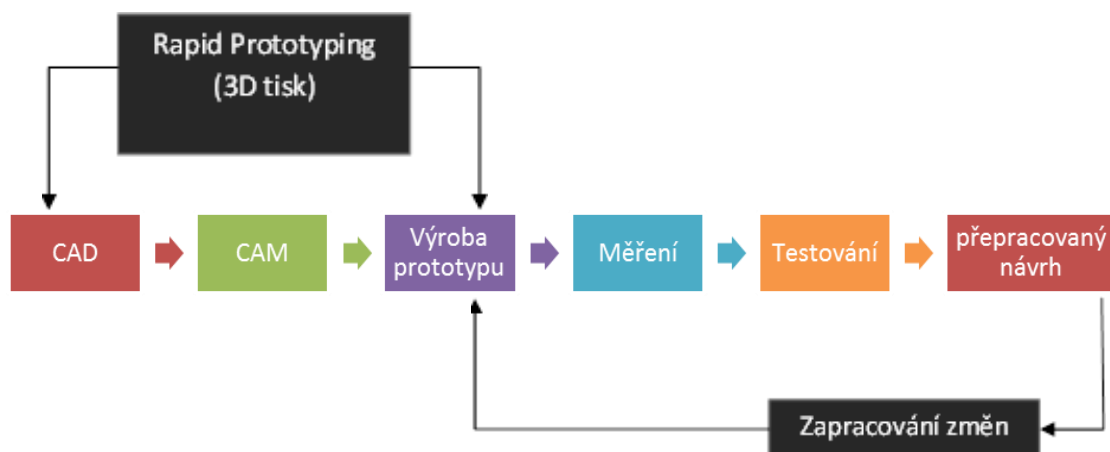 Rapid Prototyping
(3D tisk)
CAD
CAM
Výroba
prototypu
Měření
Testování
přepracovaný
návrh
Zapracování změn